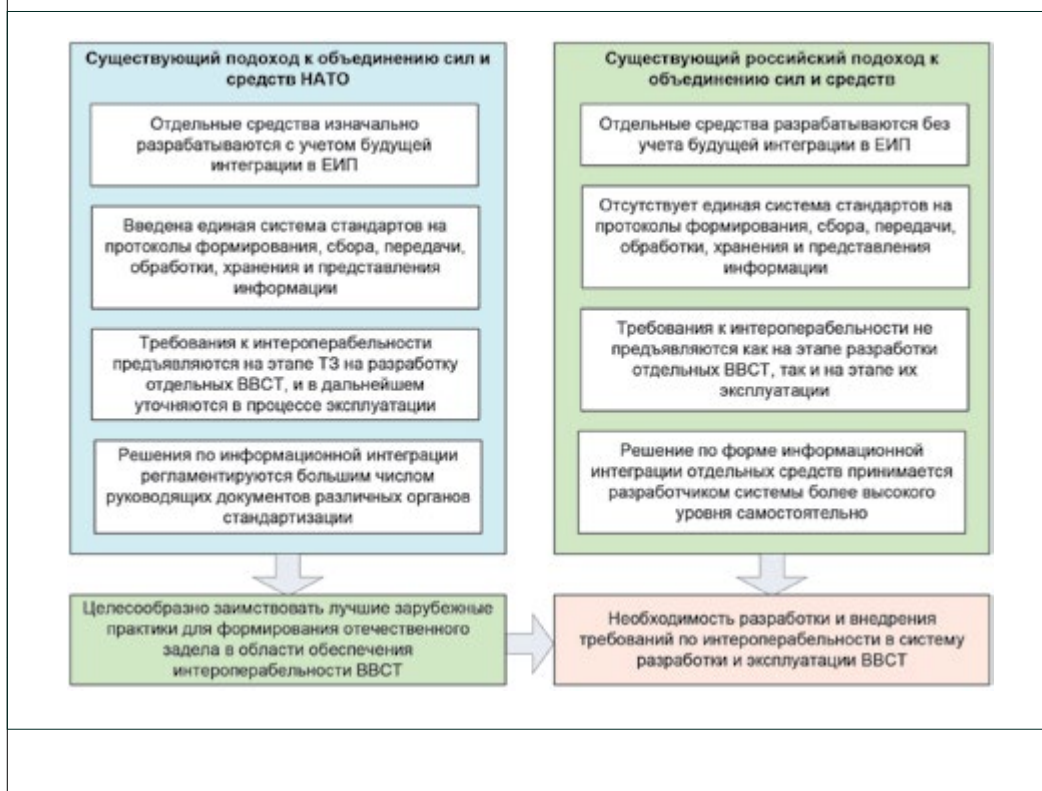 Существующий подоход к объединению сил и
средств НАТО
Отдельные средства изначально
разрабатываются с учетом будущей
интеграции в ЕИП
Введена единая система стандартов на
протоколы формирования, сбора, передачи,
обработки, хранения и представления
информации
Требования к интероперабельности
предъявляются на этапе ТЗ на разработку
отдельных ВВСТ, и в дальнейшем
уточняются в процессе эксплуатации
Решения по информационной интеграции
регламентируются большим числом
руководящих документов различных органов
стандартизации
Целесообразно заимствовать лучшие зарубежные
практики для формирования отечественного
задела в области обеспечения
интероперабельности ВВСТ
Существующий российский подоход к
объединению сил и средств
Отдельные средства разрабатываются без
учета будущей интеграции в ЕИП
Отсутствует единая система стандартов на
протоколы формирования, сбора, передачи,
обработки, хранения и представления
информации
Требования к интероперабельности не
предъявляются как на этапе разработки
отдельных ВВСТ, так и на этапе их
эксплуатации
Решение по форме информационной
интеграции отдельных средств принимается
разработчиком системы более высокого
уровня самостоятельно
Необходимость разработки и внедрения
требований по интероперабельности в систему
разработки и эксплуатации ВВСТ